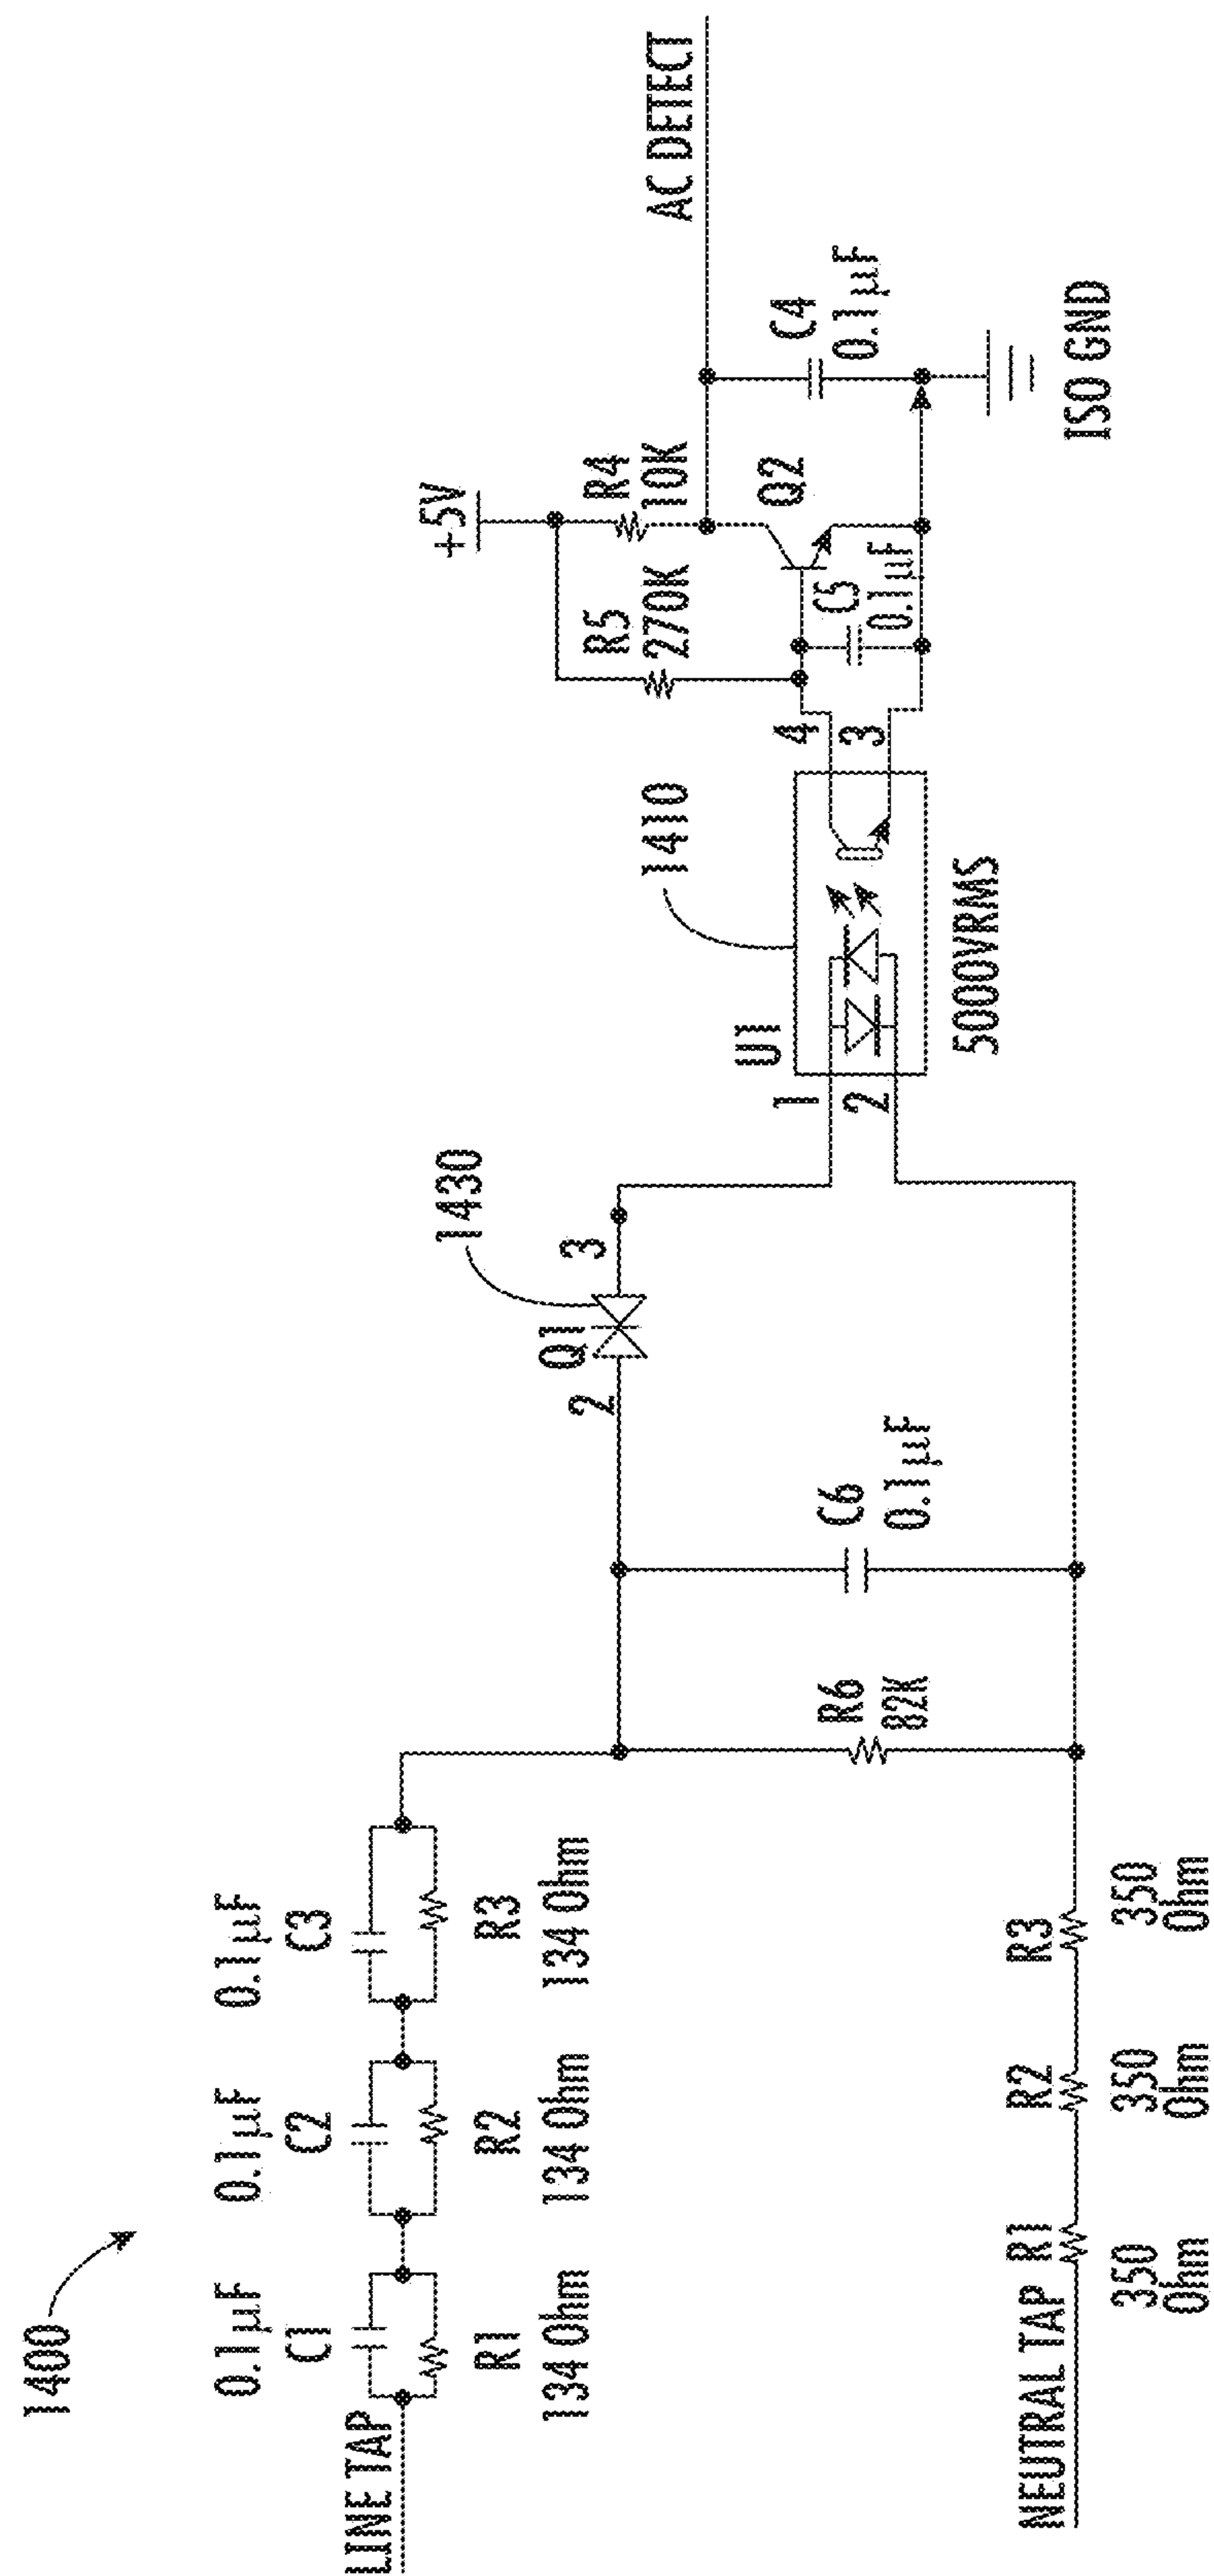 1400
0.1µF
C1
0.1µF
C2
0.1µF
C3
LINE TAP
R1
134 Ohm
R2
134 Ohm
R3
134 Ohm
NEUTRAL TAP
R1
350
Ohm
R2
350
Ohm
R3
350
Ohm
R6
82K
C6
0.1µF
2
Q1
3
1430
1
2
U1
1410
5000VRMS
4
3
+5V
R5
270K
R4
10K
Q2
C5
0.1µF
C4
0.1µF
AC DETECT
ISO GND